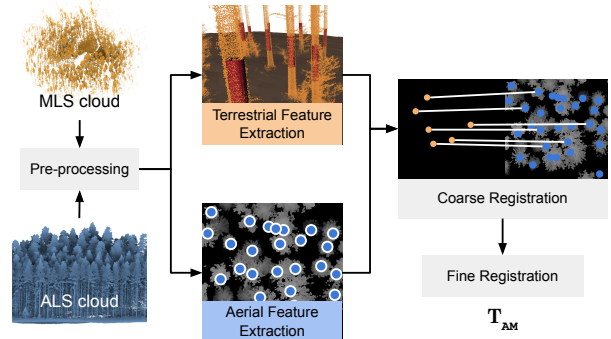 MLS cloud
Pre-processing
ALS cloud
Terrestrial Feature
Extraction
Aerial Feature
Extraction
Coarse Registration
Fine Registration
T_AM